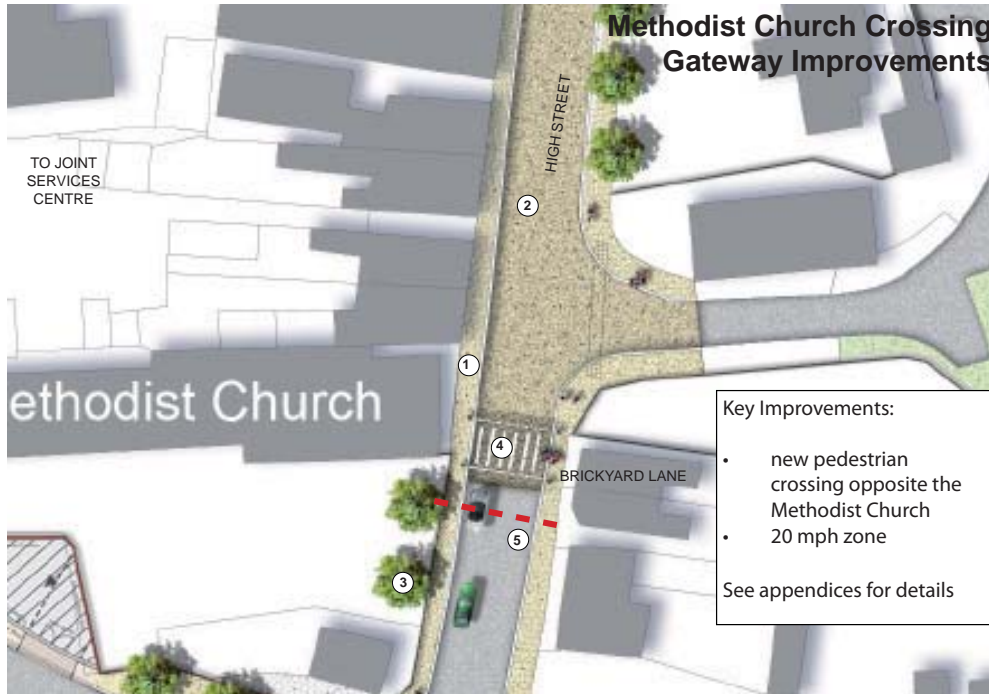 Methodist Church Crossing
Gateway Improvements
HIGH STREET
TO JOINT
SERVICES
CENTRE
2
1
ethodist Church
4
BRICKYARD LANE
5
3
Key Improvements:
• new pedestrian
crossing opposite the
Methodist Church
• 20 mph zone
See appendices for details